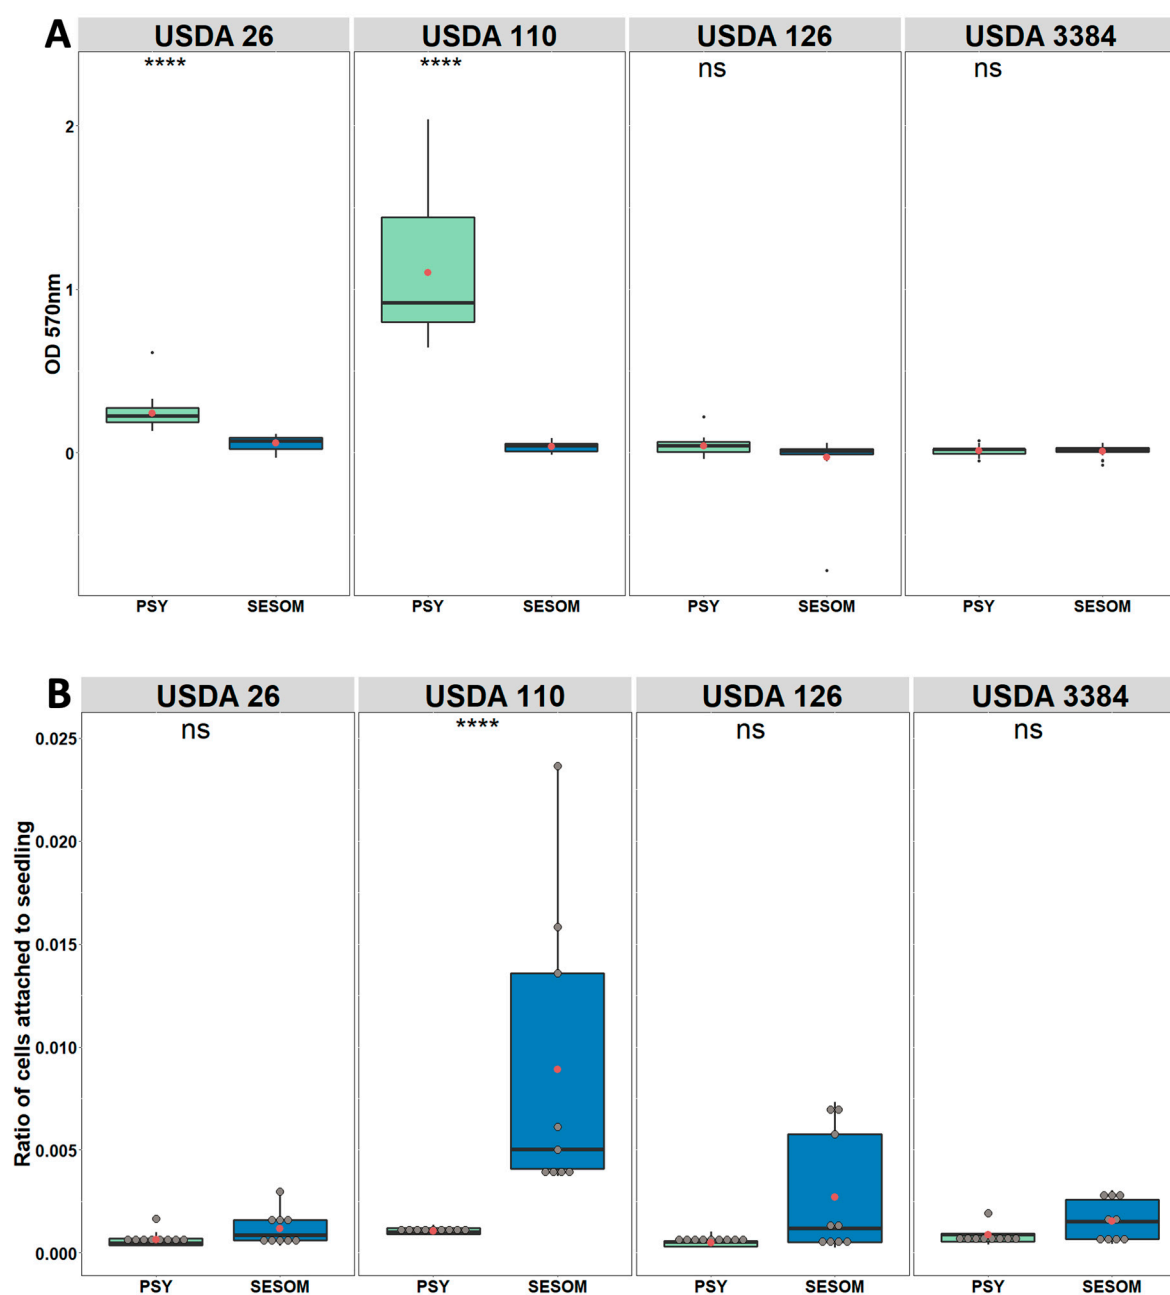 A
USDA 26 USDA 110 USDA 126 USDA 3384
**** **** ns ns
2
1
0
OD 570nm
PSY SESOM PSY SESOM PSY SESOM PSY SESOM
B
USDA 26 USDA 110 USDA 126 USDA 3384
ns **** ns ns
0.025
0.020
0.015
0.010
0.005
0.000
Ratio of cells attached to seedling
PSY SESOM PSY SESOM PSY SESOM PSY SESOM